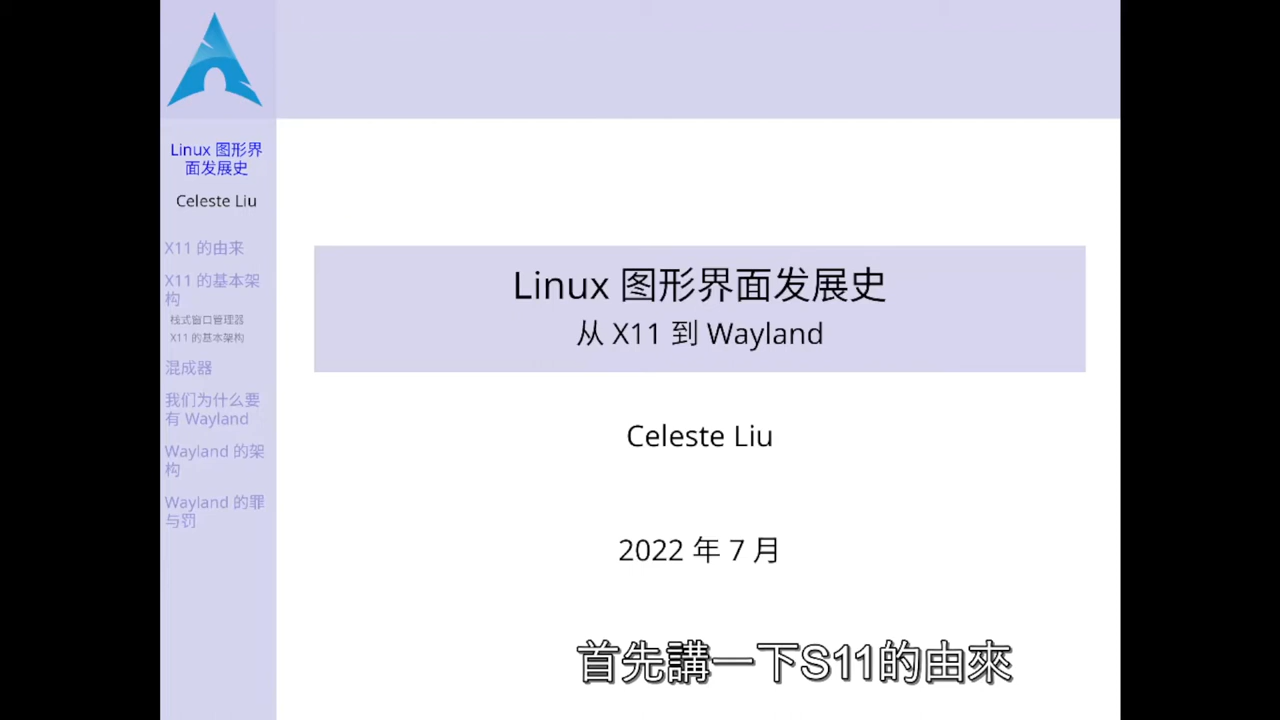 Linux 图形界
面发展史
Celeste Liu
X11 的由来
X11 的基本架
构
栈式窗口管理器
X11 的基本架构
混成器
我们为什么要
有 Wayland
Wayland 的架
构
Wayland 的罪
与罚
Linux 图形界面发展史
从 X11 到 Wayland
Celeste Liu
2022 年 7 月
首先講一下S11的由來